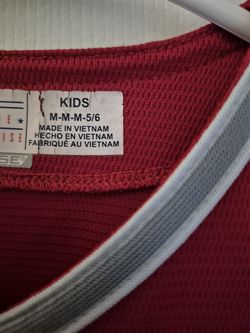 KIDS
M-M-M-5/6
MADE IN VIETNAM
HECHO EN VIETNAM
FABRIQUÉ AU VIETNAM